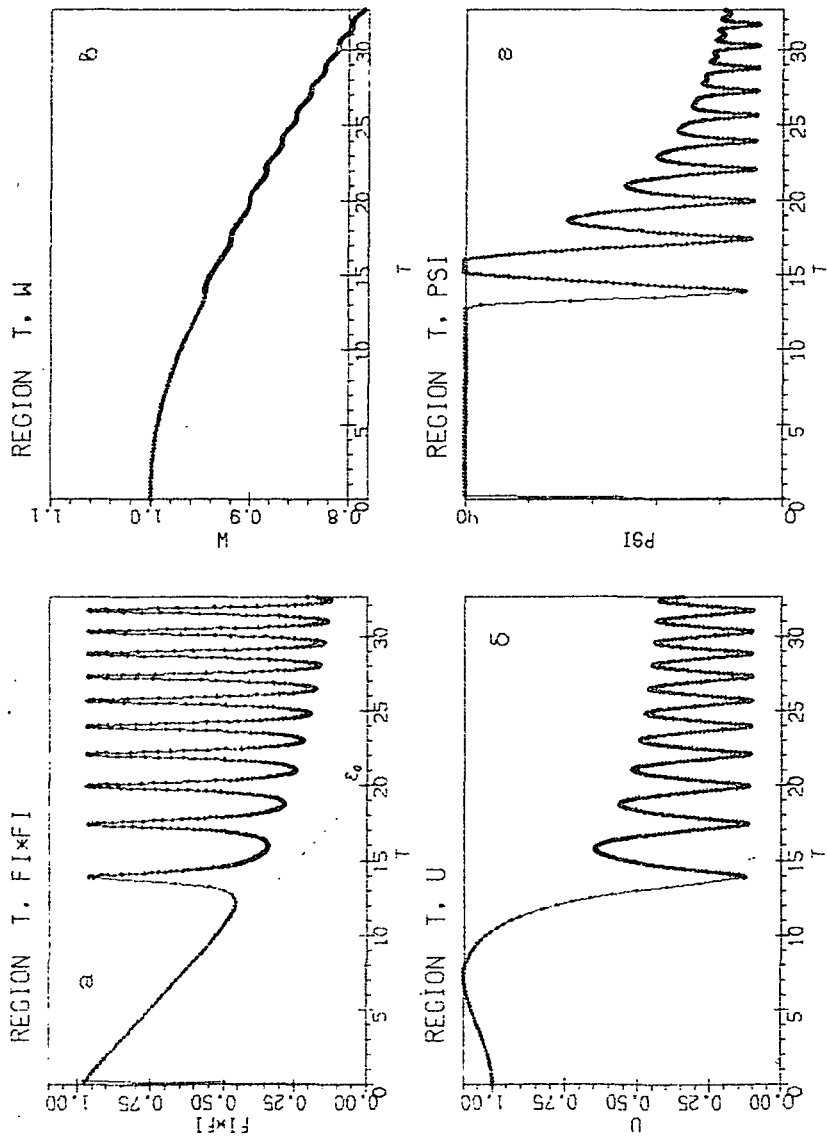 REGION T, FI*FI
FI*FI
1.00
0.75
0.50
0.25
0.00
а
ε₀
0 5 10 15 20 25 30
T
REGION T, W
W
1.1
1.0
0.9
0.8
в
0 5 10 15 20 25 30
T
REGION T, U
U
1.00
0.75
0.50
0.25
0.00
б
0 5 10 15 20 25 30
T
REGION T, PSI
PSI
40
0
0 5 10 15 20 25 30
T